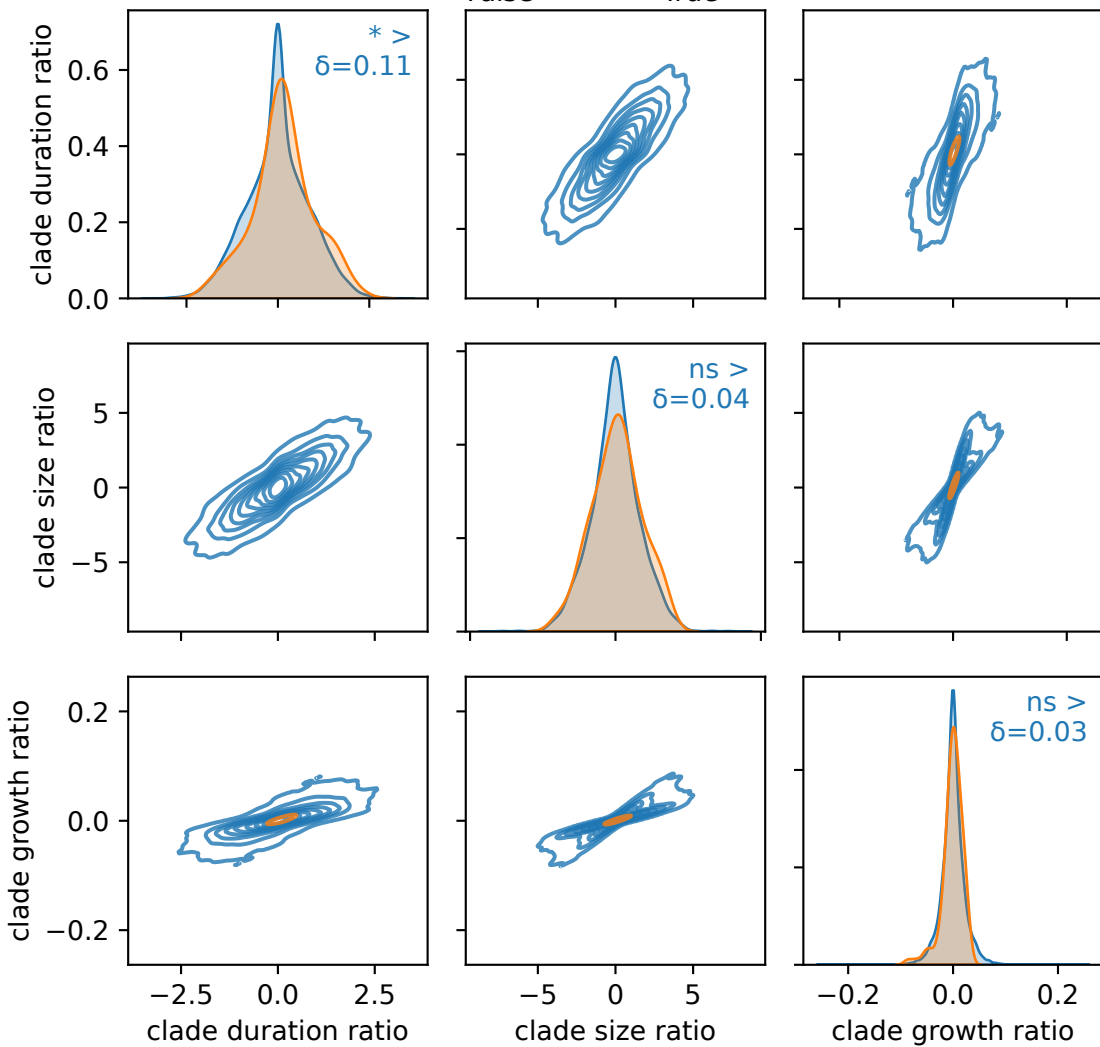 clade duration ratio
0.6
0.4
0.2
0.0
* >
δ=0.11
clade size ratio
5
0
−5
ns >
δ=0.04
clade growth ratio
0.2
0.0
−0.2
ns >
δ=0.03
−2.5 0.0 2.5
clade duration ratio
−5 0 5
clade size ratio
−0.2 0.0 0.2
clade growth ratio